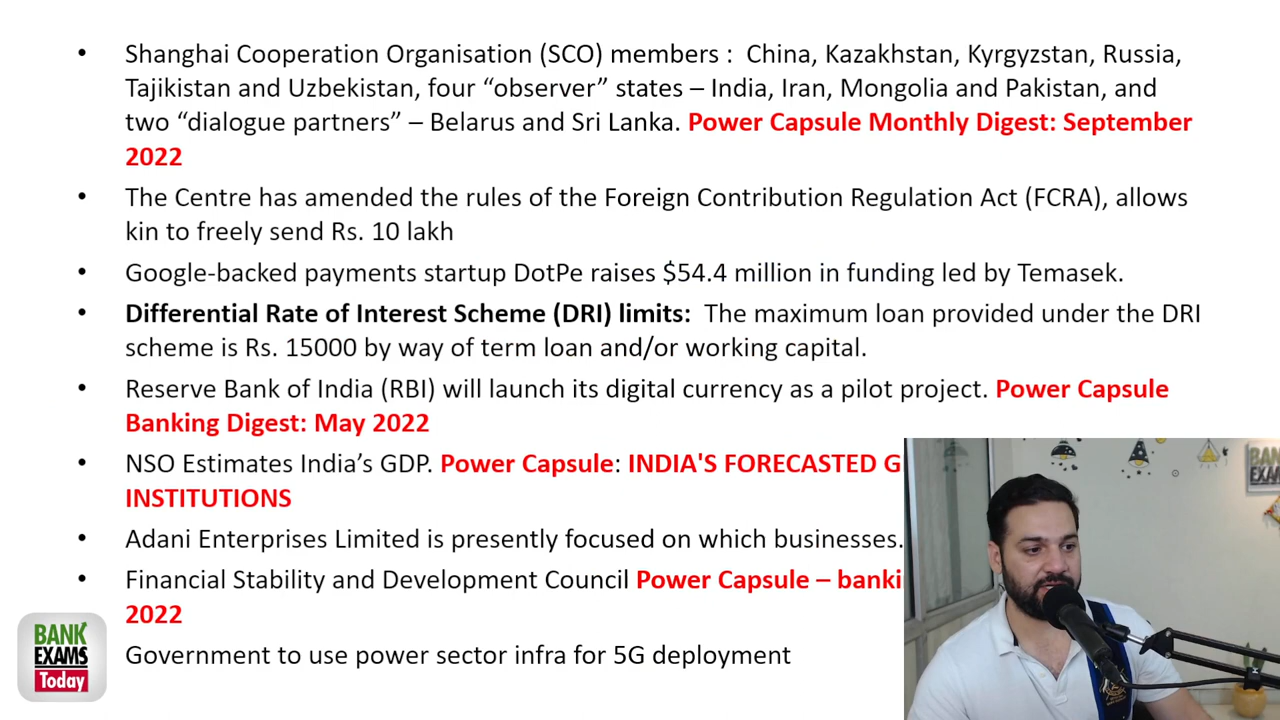 • Shanghai Cooperation Organisation (SCO) members : China, Kazakhstan, Kyrgyzstan, Russia,
Tajikistan and Uzbekistan, four “observer” states – India, Iran, Mongolia and Pakistan, and
two “dialogue partners” – Belarus and Sri Lanka. Power Capsule Monthly Digest: September
2022
• The Centre has amended the rules of the Foreign Contribution Regulation Act (FCRA), allows
kin to freely send Rs. 10 lakh
• Google-backed payments startup DotPe raises $54.4 million in funding led by Temasek.
• Differential Rate of Interest Scheme (DRI) limits: The maximum loan provided under the DRI
scheme is Rs. 15000 by way of term loan and/or working capital.
• Reserve Bank of India (RBI) will launch its digital currency as a pilot project. Power Capsule
Banking Digest: May 2022
• NSO Estimates India’s GDP. Power Capsule: INDIA'S FORECASTED G
INSTITUTIONS
• Adani Enterprises Limited is presently focused on which businesses.
• Financial Stability and Development Council Power Capsule – banki
2022
Government to use power sector infra for 5G deployment
BANK
EXAMS
Today
BANK
EXAM